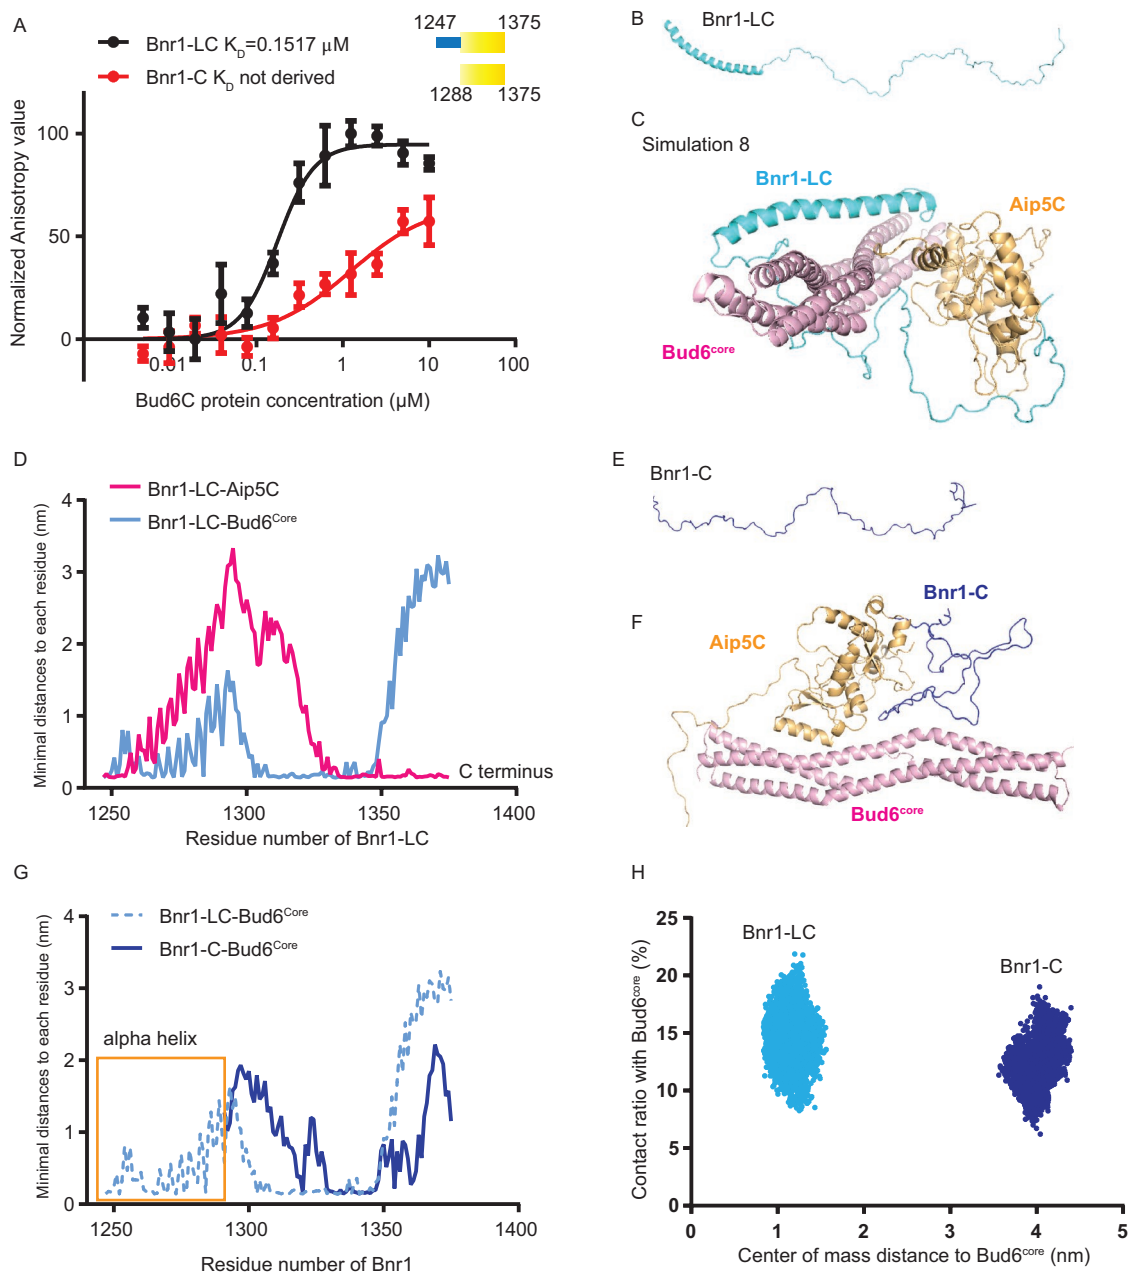 A
Bnr1-LC KD=0.1517 µM
Bnr1-C KD not derived
1247 1375
1288 1375
Normalized Anisotropy value
100
50
0
0.01 0.1 1 10 100
Bud6C protein concentration (µM)
B
Bnr1-LC
C
Simulation 8
Bnr1-LC
Aip5C
Bud6core
D
Bnr1-LC-Aip5C
Bnr1-LC-Bud6Core
Minimal distances to each residue (nm)
4
3
2
1
0
C terminus
1250 1300 1350 1400
Residue number of Bnr1-LC
E
Bnr1-C
F
Bnr1-C
Aip5C
Bud6core
G
Bnr1-LC-Bud6Core
Bnr1-C-Bud6Core
Minimal distances to each residue (nm)
4
3
2
1
0
alpha helix
1250 1300 1350 1400
Residue number of Bnr1
H
Contact ratio with Bud6core (%)
25
20
15
10
5
0
Bnr1-LC
Bnr1-C
0 1 2 3 4 5
Center of mass distance to Bud6core (nm)